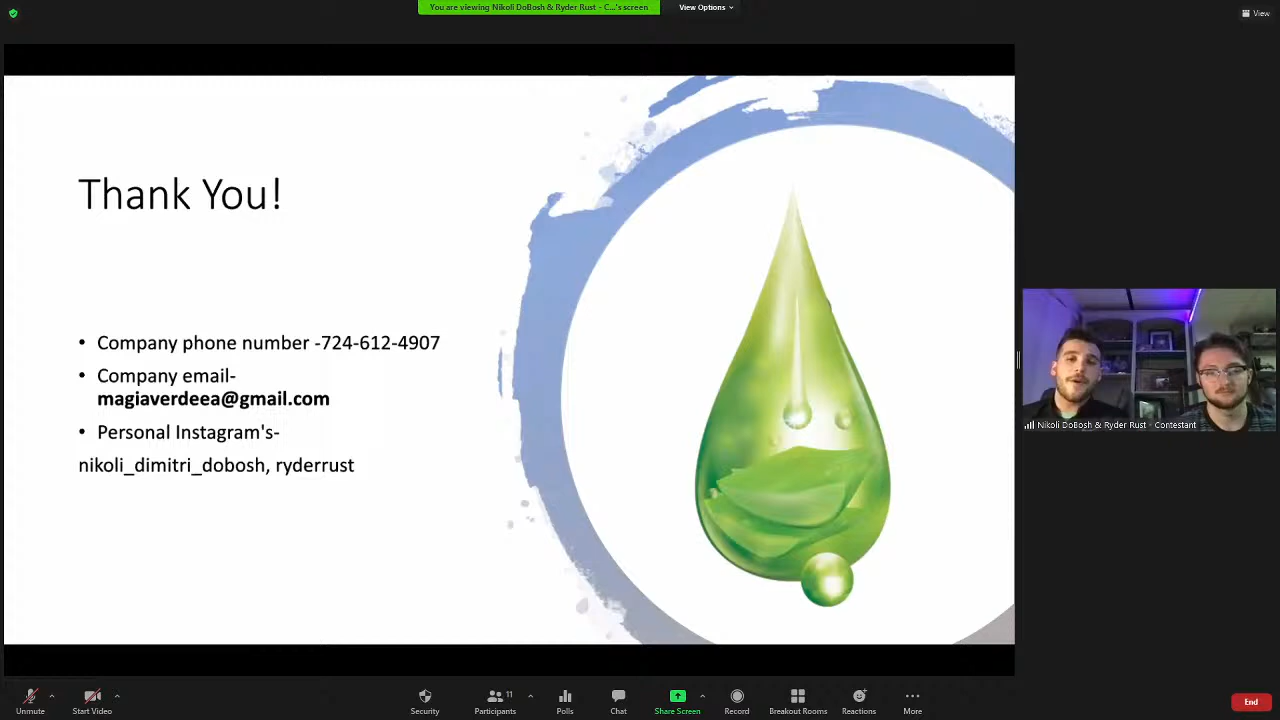 You are viewing Nikoli DoBosh & Ryder Rust - C...'s screen
View Options
View
Thank You!
• Company phone number -724-612-4907
• Company email-
magiaverdeea@gmail.com
• Personal Instagram's-
nikoli_dimitri_dobosh, ryderrust
Nikoli DoBosh & Ryder Rust - Contestant
Unmute
Start Video
Security
Participants
11
Polls
Chat
Share Screen
Record
Breakout Rooms
Reactions
More
End